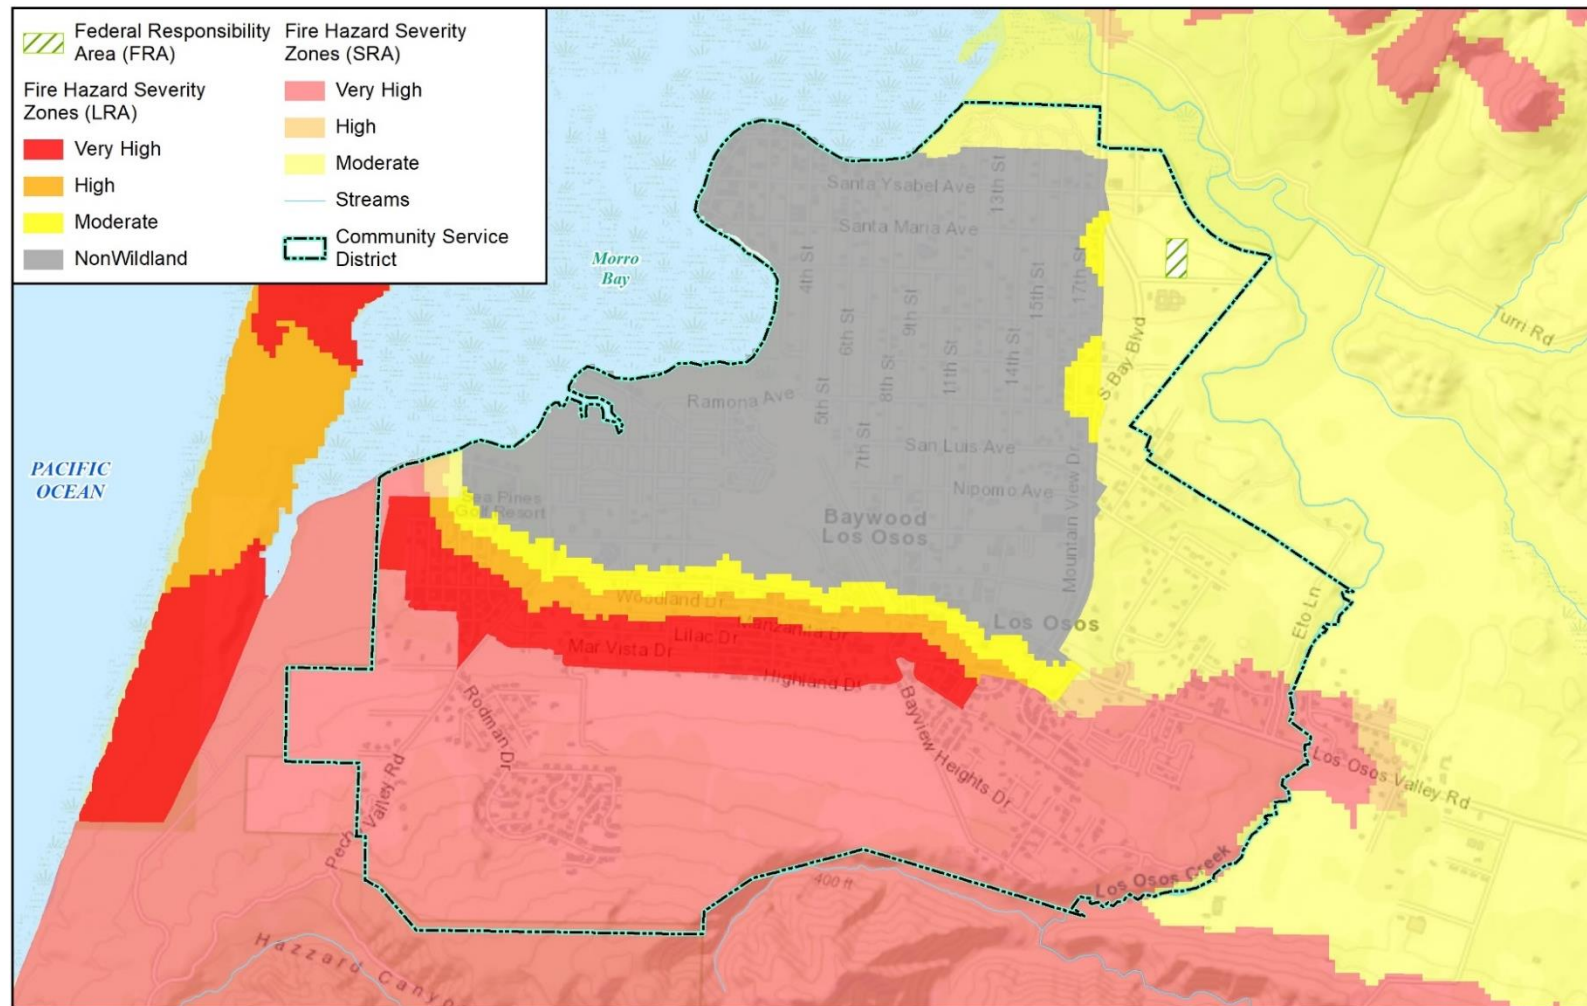 Federal Responsibility
Area (FRA)
Fire Hazard Severity
Zones (LRA)
Very High
High
Moderate
NonWildland
Fire Hazard Severity
Zones (SRA)
Very High
High
Moderate
Streams
Community Service
District
Morro
Bay
PACIFIC
OCEAN
Santa Ysabel Ave
Santa Maria Ave
13th St
4th St
17th St
15th St
9th St
6th St
14th St
11th St
8th St
5th St
7th St
Ramona Ave
San Luis Ave
Nipomo Ave
S Bay Blvd
Turri Rd
Sea Pines
Golf Resort
Baywood
Los Osos
Mountain View Dr
Los Osos
Eto Ln
Woodland Dr
Manzanita Dr
Lilac Dr
Mar Vista Dr
Highland Dr
Rodman Dr
Bayview Heights Dr
Los Osos Valley Rd
Valley Rd
Los Osos Creek
400 ft
Hazzard